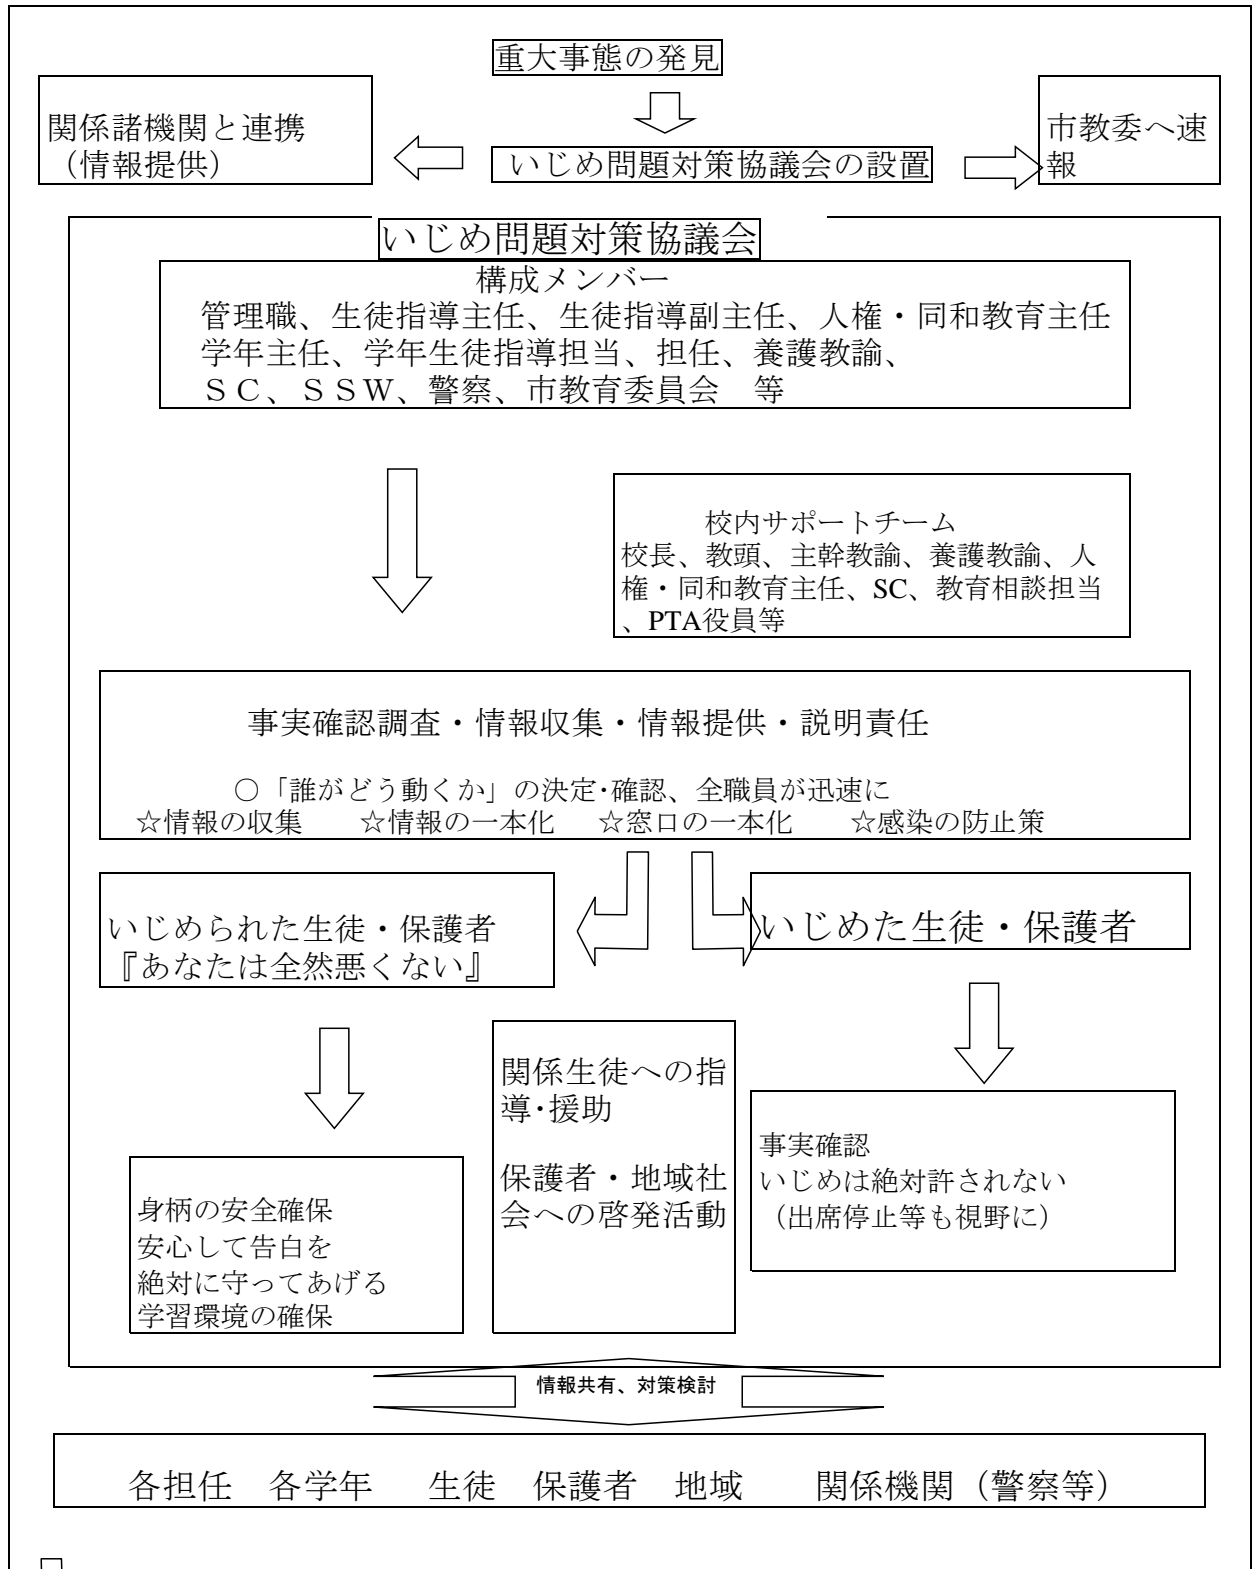 重大事態の発見
関係諸機関と連携
（情報提供）
市教委へ速
報
いじめ問題対策協議会の設置
いじめ問題対策協議会
構成メンバー
管理職、生徒指導主任、生徒指導副主任、人権・同和教育主任
学年主任、学年生徒指導担当、担任、養護教諭、
ＳＣ、ＳＳＷ、警察、市教育委員会　等
校内サポートチーム
校長、教頭、主幹教諭、養護教諭、人
権・同和教育主任、SC、教育相談担当
、PTA役員等
事実確認調査・情報収集・情報提供・説明責任
○「誰がどう動くか」の決定･確認、全職員が迅速に
☆情報の収集　　☆情報の一本化　☆窓口の一本化　　☆感染の防止策
いじめられた生徒・保護者
『あなたは全然悪くない』
いじめた生徒・保護者
関係生徒への指
導･援助
保護者・地域社
会への啓発活動
事実確認
いじめは絶対許されない
（出席停止等も視野に）
身柄の安全確保
安心して告白を
絶対に守ってあげる
学習環境の確保
情報共有、対策検討
各担任　各学年　生徒　保護者　地域　　関係機関（警察等）